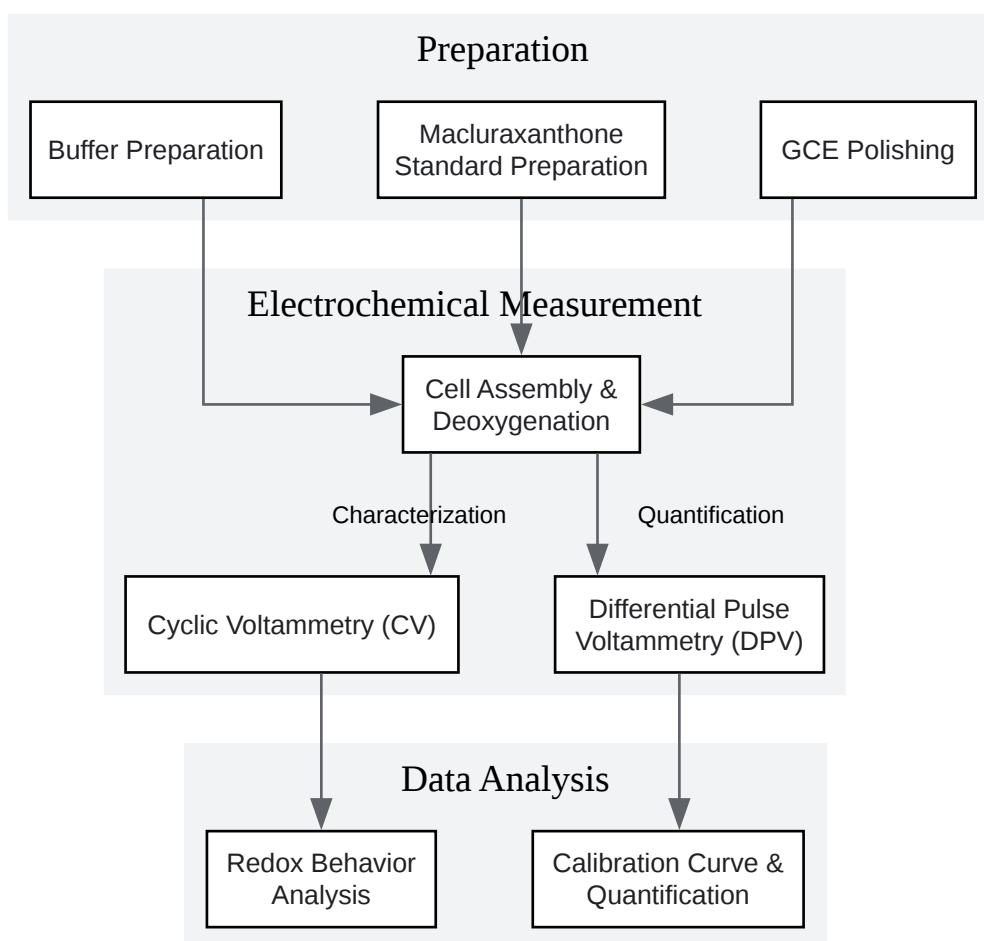 Preparation
Buffer Preparation
Macluraxanthone
Standard Preparation
GCE Polishing
Electrochemical Measurement
Cell Assembly &
Deoxygenation
Characterization
Quantification
Cyclic Voltammetry (CV)
Differential Pulse
Voltammetry (DPV)
Data Analysis
Redox Behavior
Analysis
Calibration Curve &
Quantification